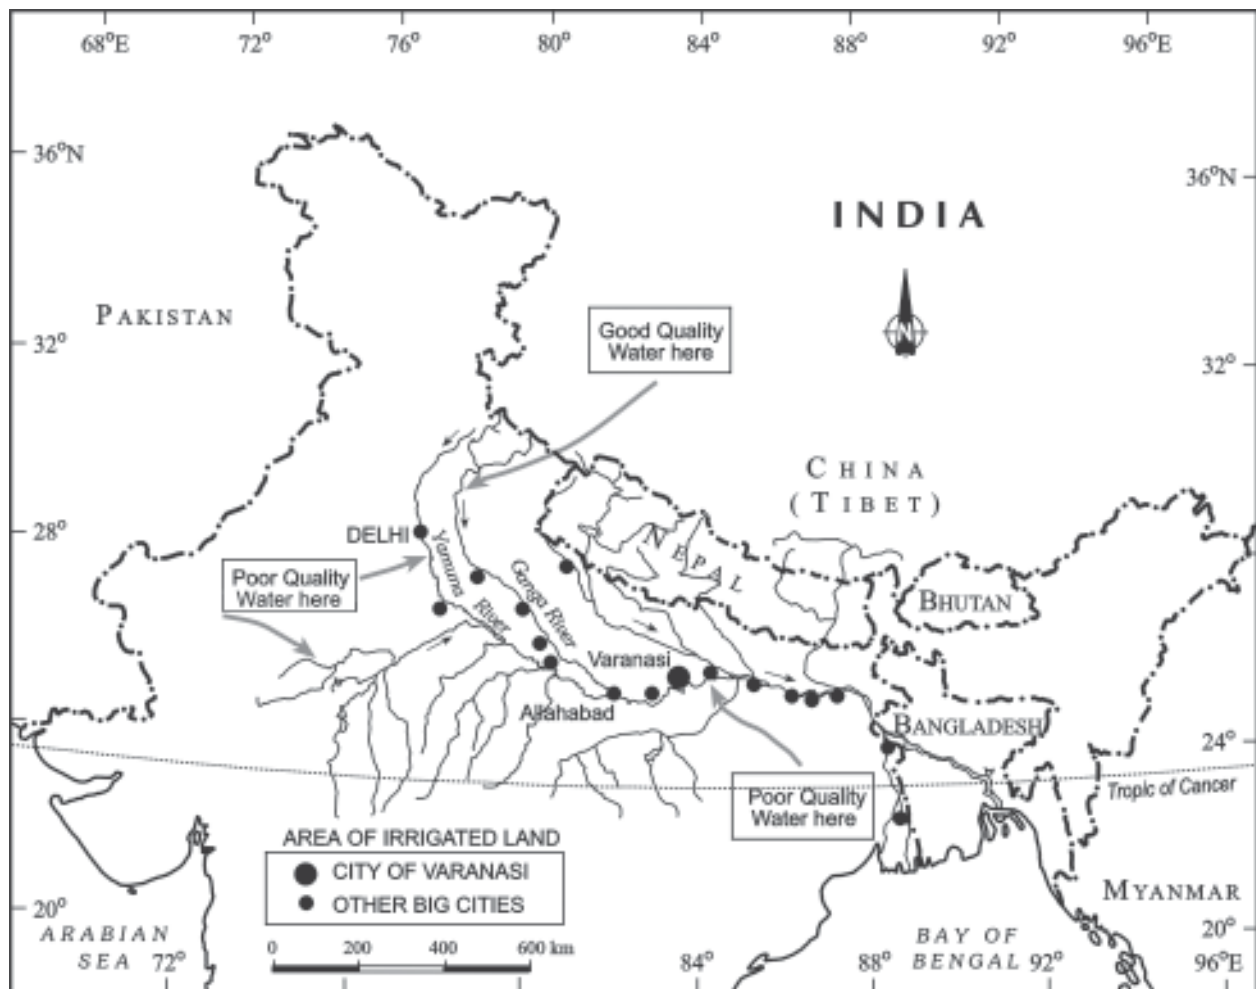 68°E 72° 76° 80° 84° 88° 92° 96°E
36°N
36°N
INDIA
PAKISTAN
Good Quality
Water here
32°
32°
CHINA
(TIBET)
28°
DELHI
NEPAL
Yamuna River
Ganga River
Poor Quality
Water here
BHUTAN
Varanasi
Allahabad
BANGLADESH
24°
Tropic of Cancer
Poor Quality
Water here
AREA OF IRRIGATED LAND
CITY OF VARANASI
OTHER BIG CITIES
MYANMAR
20°
20°
ARABIAN
SEA
BAY OF
BENGAL
0 200 400 600 km
72° 84° 88° 92° 96°E
N